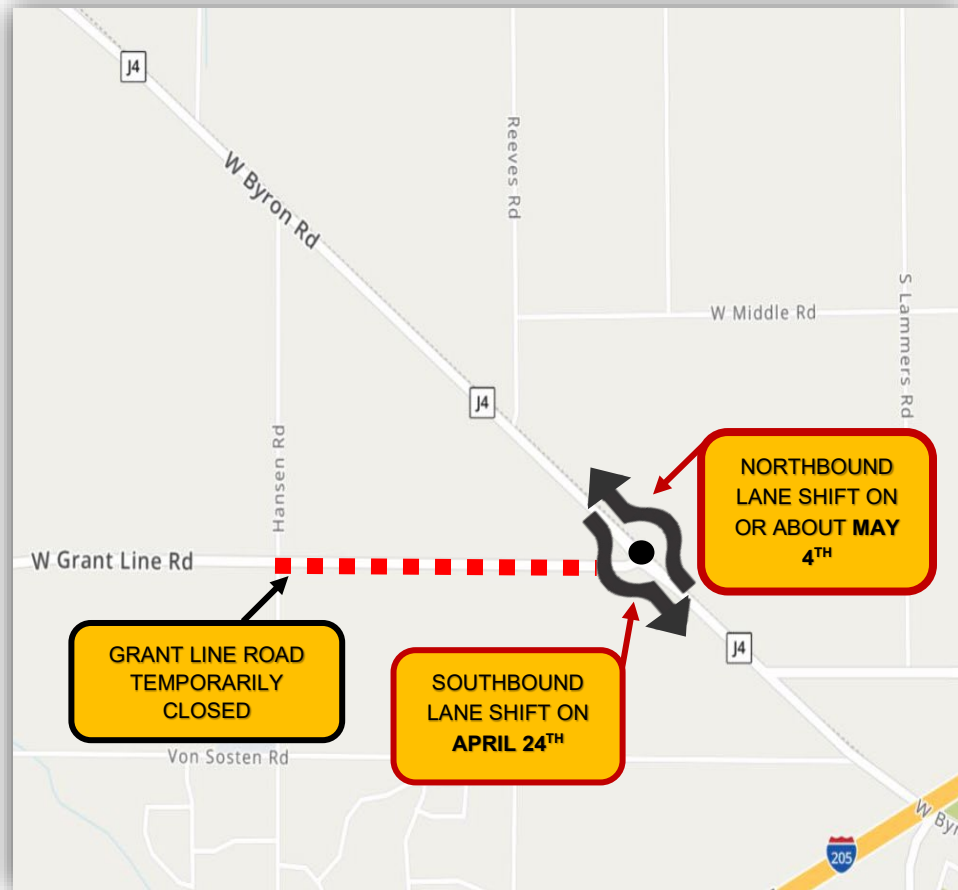 J4
W Byron Rd
Reeves Rd
W Middle Rd
S Lammers Rd
J4
Hansen Rd
NORTHBOUND
LANE SHIFT ON
OR ABOUT MAY
4TH
W Grant Line Rd
GRANT LINE ROAD
TEMPORARILY
CLOSED
SOUTHBOUND
LANE SHIFT ON
APRIL 24TH
J4
Von Sosten Rd
W Byr
205